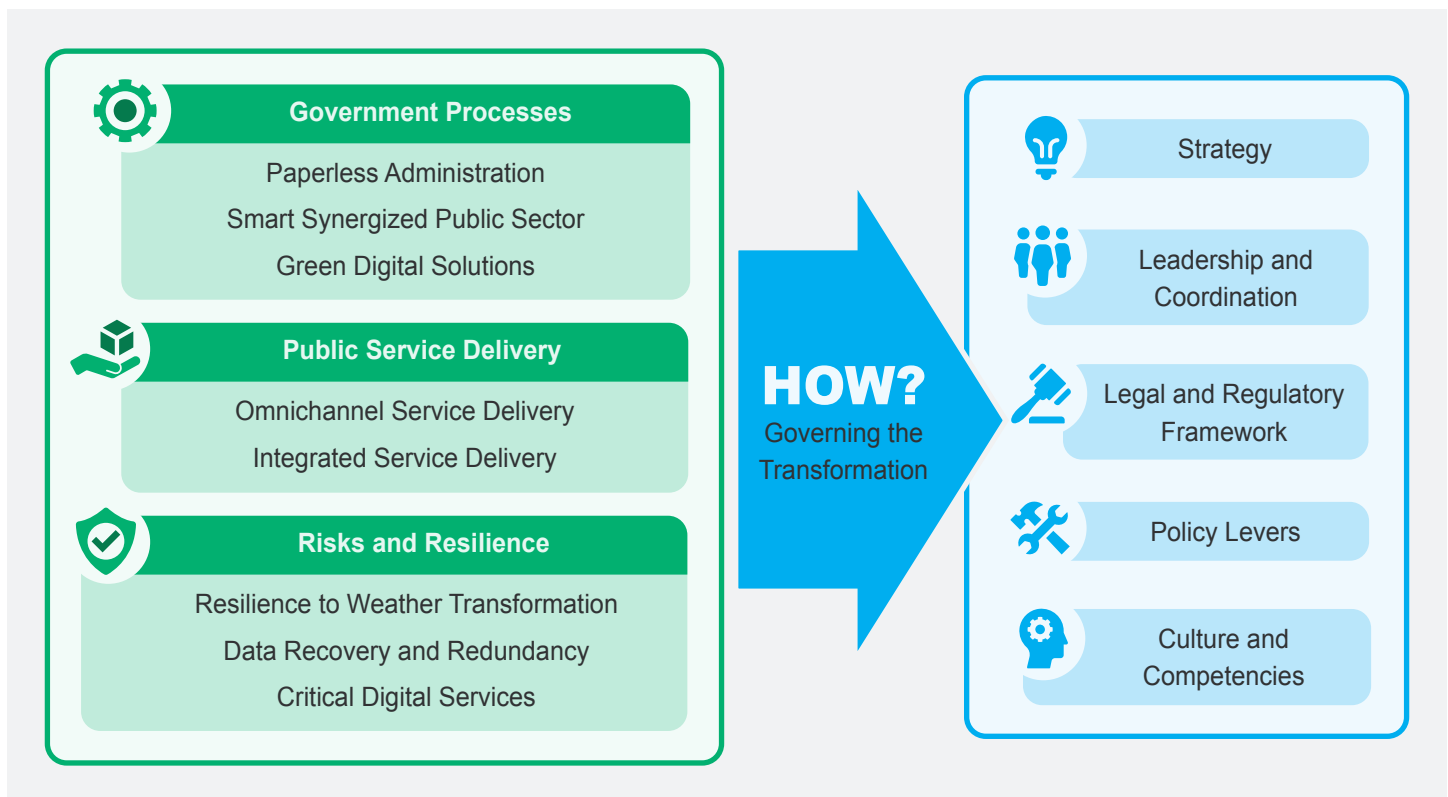 Government Processes
Paperless Administration
Smart Synergized Public Sector
Green Digital Solutions
Public Service Delivery
Omnichannel Service Delivery
Integrated Service Delivery
Risks and Resilience
Resilience to Weather Transformation
Data Recovery and Redundancy
Critical Digital Services
HOW?
Governing the
Transformation
Strategy
Leadership and
Coordination
Legal and Regulatory
Framework
Policy Levers
Culture and
Competencies